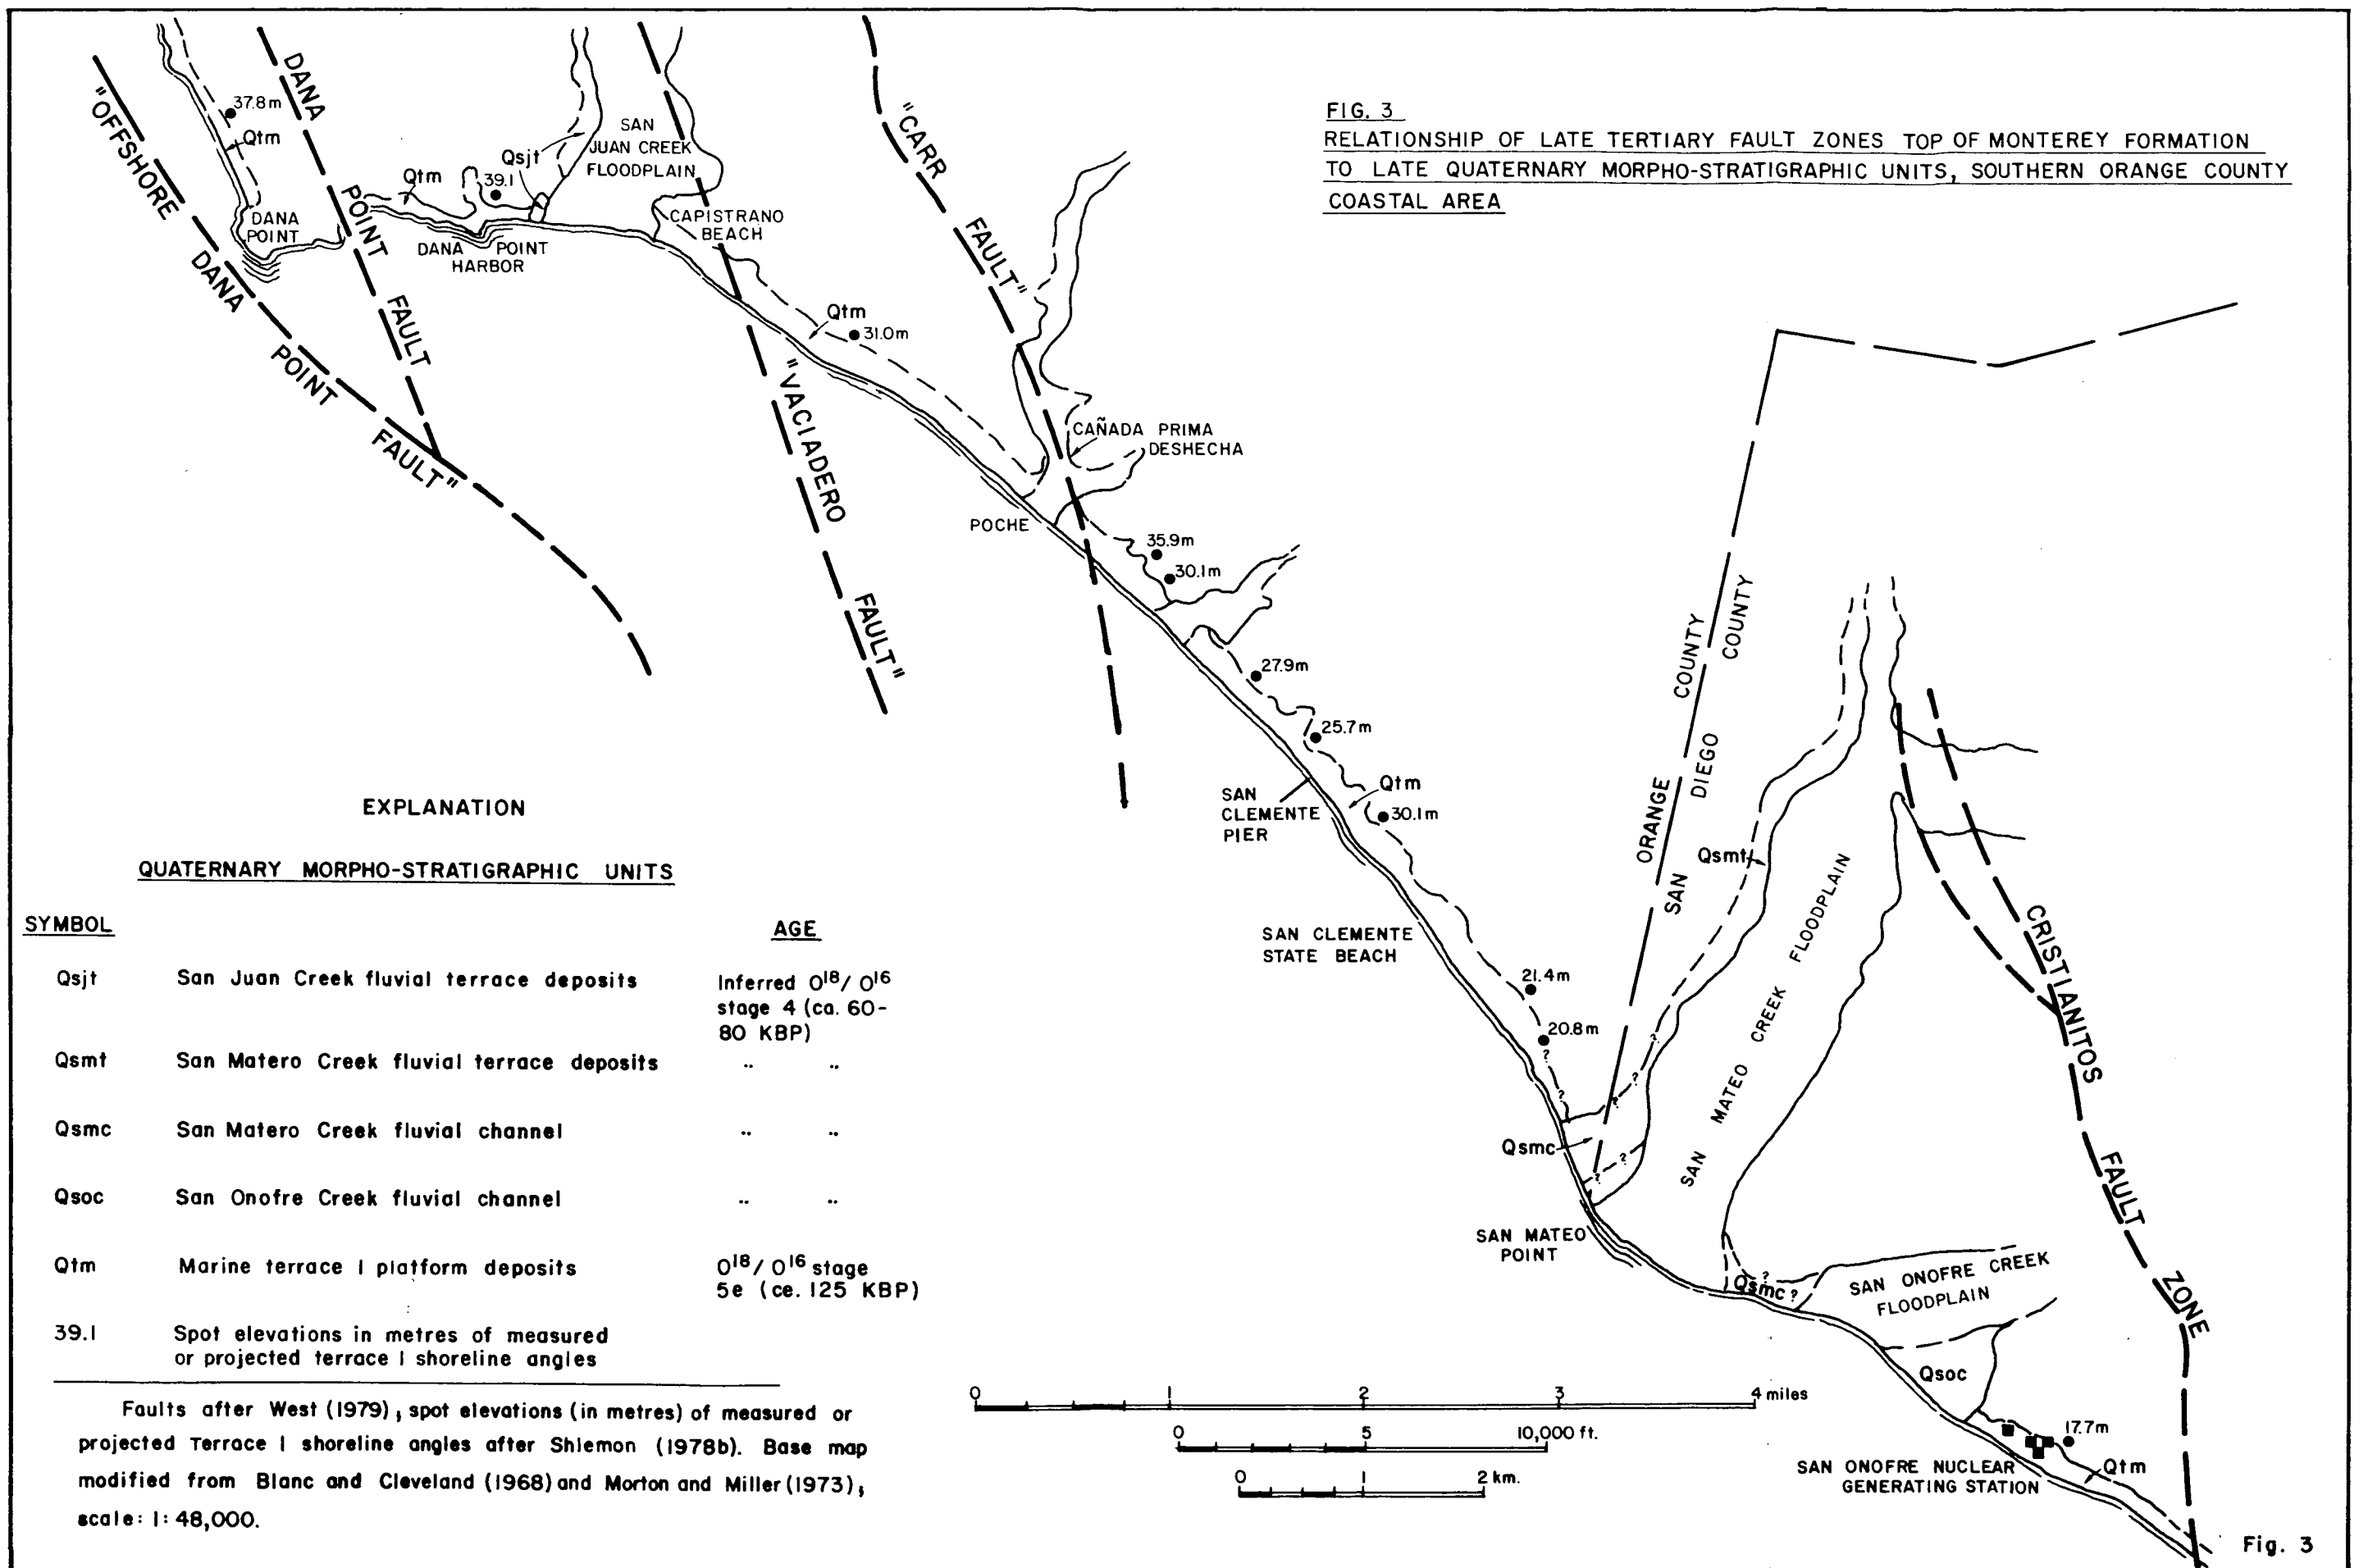 FIG. 3
RELATIONSHIP OF LATE TERTIARY FAULT ZONES TOP OF MONTEREY FORMATION
TO LATE QUATERNARY MORPHO-STRATIGRAPHIC UNITS, SOUTHERN ORANGE COUNTY
COASTAL AREA
"OFFSHORE DANA POINT FAULT"
DANA POINT FAULT
37.8m
Qtm
DANA
POINT
Qtm
39.1
Qsjt
SAN
JUAN CREEK
FLOODPLAIN
DANA POINT
HARBOR
CAPISTRANO
BEACH
"VACIADERO FAULT"
Qtm
31.0m
"CARR FAULT"
CAÑADA PRIMA
DESHECHA
POCHE
35.9m
30.1m
27.9m
25.7m
Qtm
30.1m
SAN
CLEMENTE
PIER
SAN CLEMENTE
STATE BEACH
21.4m
20.8m
?
?
ORANGE COUNTY
SAN DIEGO COUNTY
Qsmt
?
?
?
SAN MATEO CREEK FLOODPLAIN
CRISTIANITOS FAULT ZONE
Qsmc
?
?
SAN MATEO
POINT
?
Qsmc?
SAN ONOFRE CREEK
FLOODPLAIN
Qsoc
17.7m
Qtm
SAN ONOFRE NUCLEAR
GENERATING STATION
EXPLANATION
QUATERNARY MORPHO-STRATIGRAPHIC UNITS
SYMBOL AGE
Qsjt San Juan Creek fluvial terrace deposits Inferred O¹⁸/ O¹⁶
stage 4 (ca. 60-
80 KBP)
Qsmt San Matero Creek fluvial terrace deposits .. ..
Qsmc San Matero Creek fluvial channel .. ..
Qsoc San Onofre Creek fluvial channel .. ..
Qtm Marine terrace 1 platform deposits O¹⁸/ O¹⁶ stage
5e (ce. 125 KBP)
39.1 Spot elevations in metres of measured
or projected terrace 1 shoreline angles
Faults after West (1979), spot elevations (in metres) of measured or
projected Terrace 1 shoreline angles after Shlemon (1978b). Base map
modified from Blanc and Cleveland (1968) and Morton and Miller (1973);
scale: 1:48,000.
0 1 2 3 4 miles
0 5 10,000 ft.
0 1 2 km.
Fig. 3